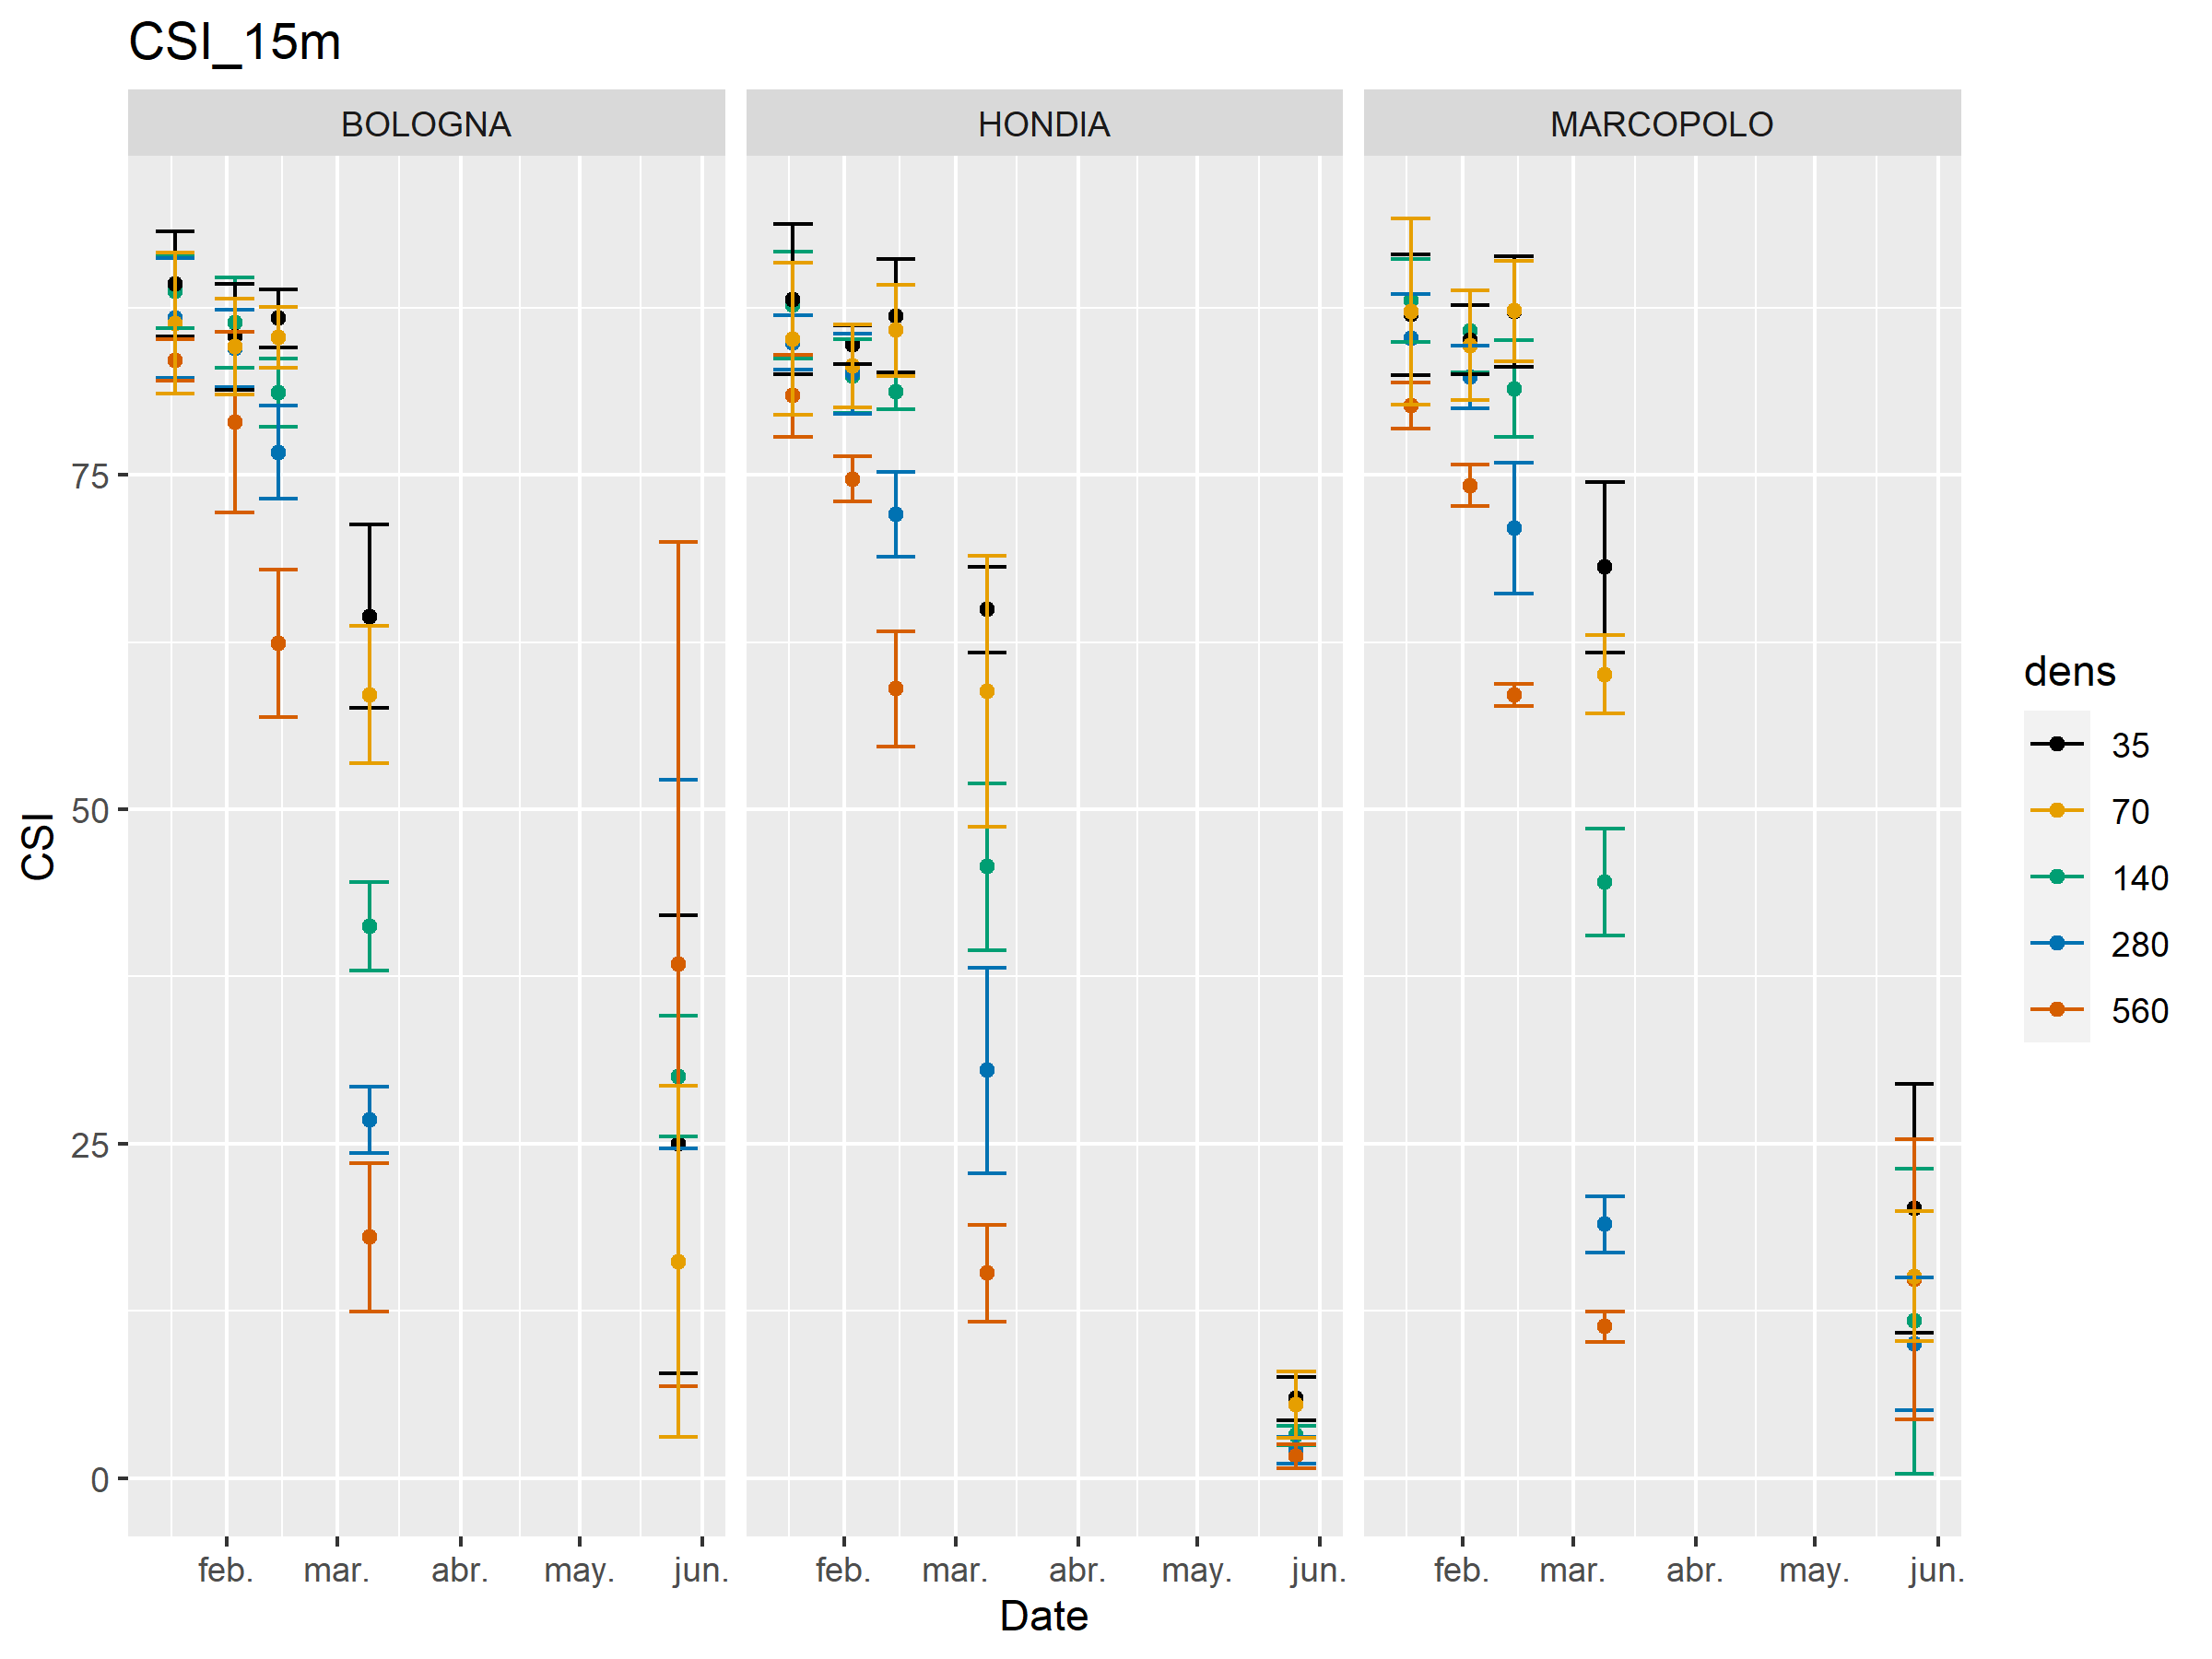 CSI_15m
BOLOGNA HONDIA MARCOPOLO
75
50
25
0
CSI
feb. mar. abr. may. jun. feb. mar. abr. may. jun. feb. mar. abr. may. jun.
Date
dens
35
70
140
280
560